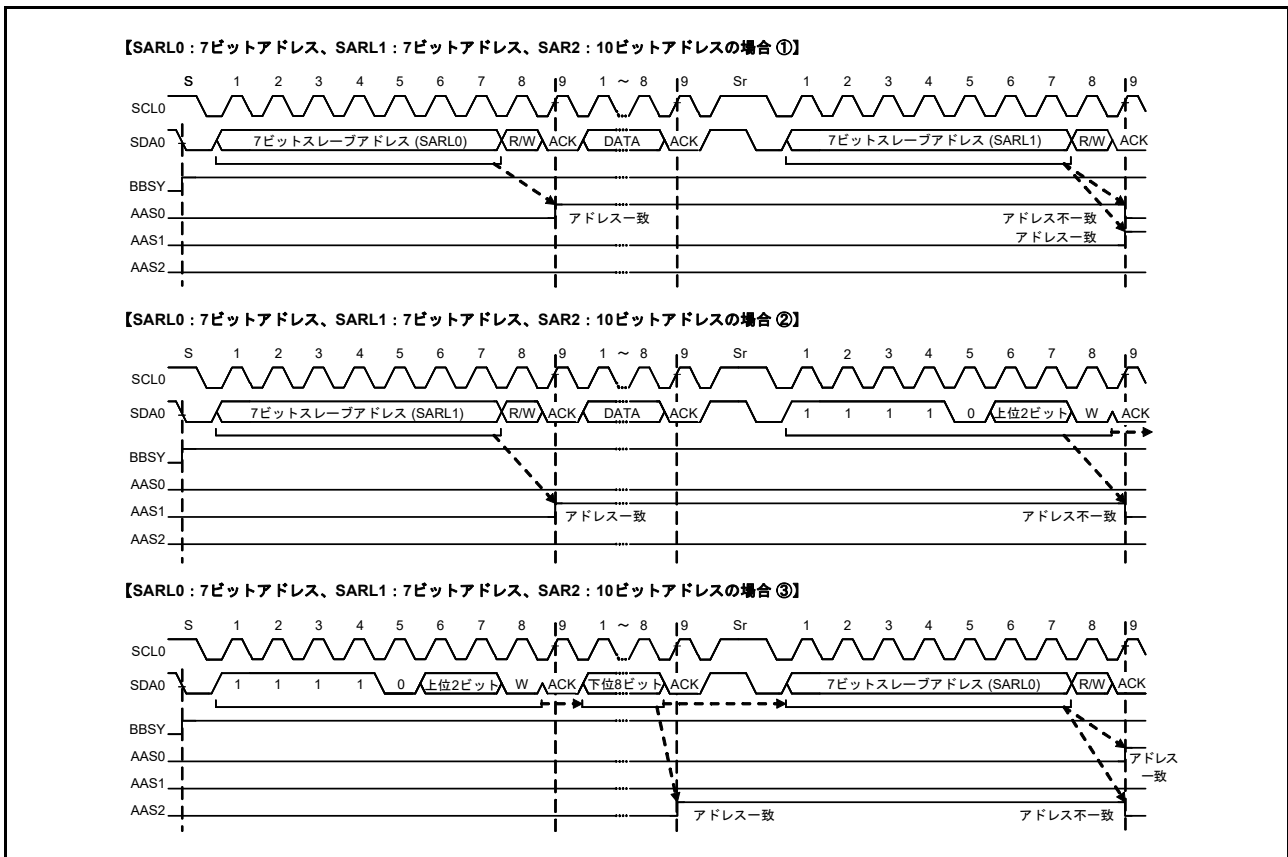 【SARL0：7ビットアドレス、SARL1：7ビットアドレス、SAR2：10ビットアドレスの場合 ①】
S 1 2 3 4 5 6 7 8 9 1 ～ 8 9 Sr 1 2 3 4 5 6 7 8 9
SCL0
SDA0 7ビットスレーブアドレス (SARL0) R/W ACK DATA ACK 7ビットスレーブアドレス (SARL1) R/W ACK
BBSY
AAS0 アドレス一致 アドレス不一致
AAS1 アドレス一致
AAS2
【SARL0：7ビットアドレス、SARL1：7ビットアドレス、SAR2：10ビットアドレスの場合 ②】
S 1 2 3 4 5 6 7 8 9 1 ～ 8 9 Sr 1 2 3 4 5 6 7 8 9
SCL0
SDA0 7ビットスレーブアドレス (SARL1) R/W ACK DATA ACK 1 1 1 1 0 上位2ビット W ACK
BBSY
AAS0
AAS1 アドレス一致 アドレス不一致
AAS2
【SARL0：7ビットアドレス、SARL1：7ビットアドレス、SAR2：10ビットアドレスの場合 ③】
S 1 2 3 4 5 6 7 8 9 1 ～ 8 9 Sr 1 2 3 4 5 6 7 8 9
SCL0
SDA0 1 1 1 1 0 上位2ビット W ACK 下位8ビット ACK 7ビットスレーブアドレス (SARL0) R/W ACK
BBSY
AAS0 アドレス
一致
AAS1
AAS2 アドレス一致 アドレス不一致